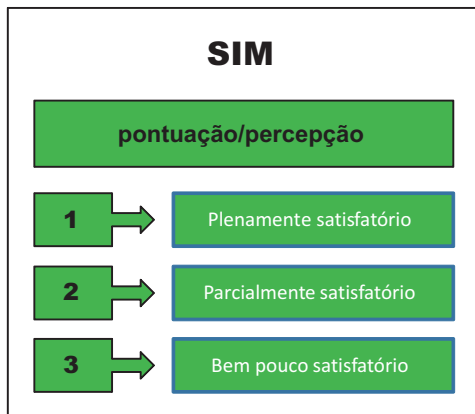 SIM
pontuação/percepção
1 Plenamente satisfatório
2 Parcialmente satisfatório
3 Bem pouco satisfatório